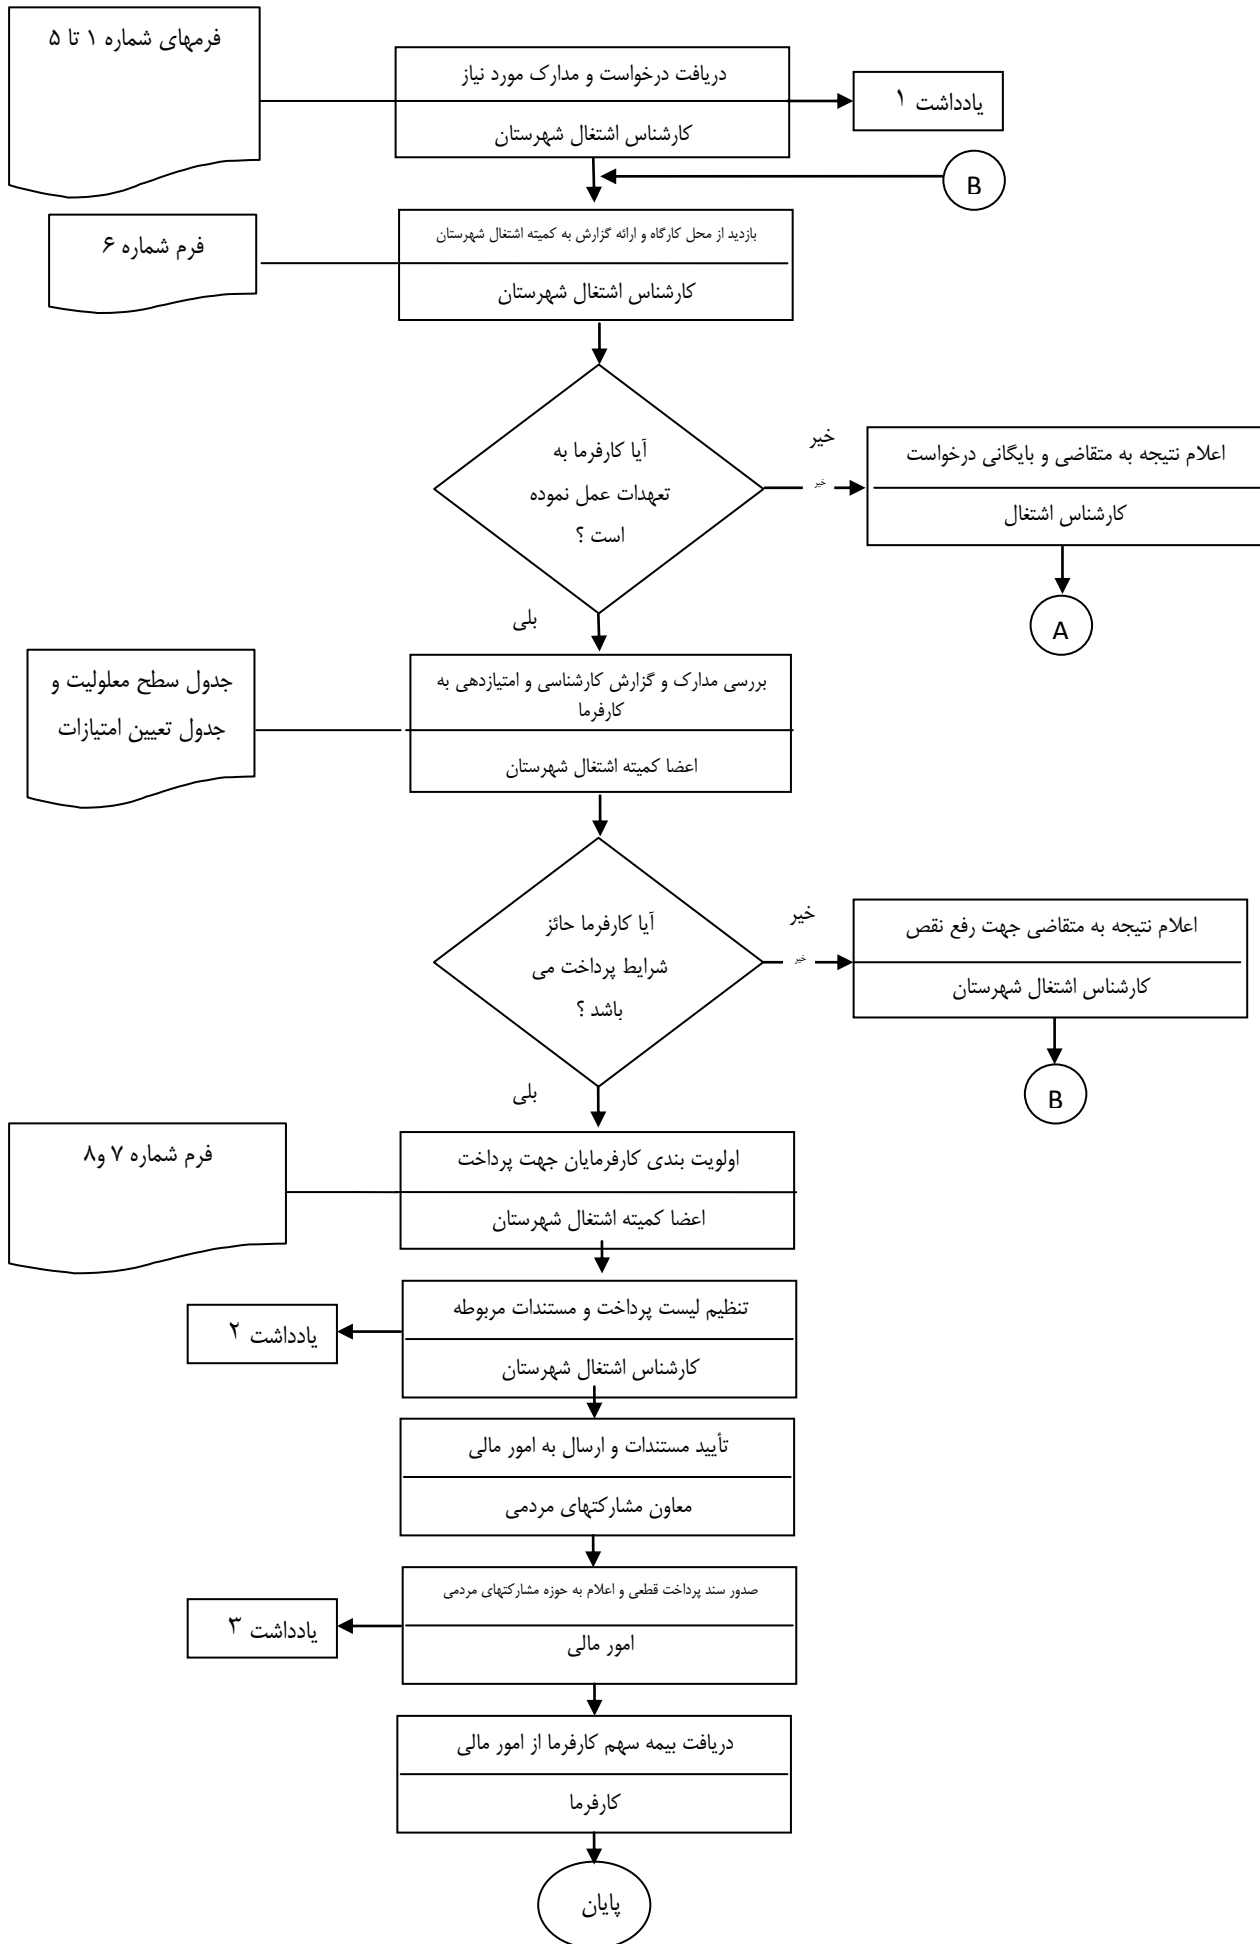 فرمهای شماره ۱ تا ۵
دریافت درخواست و مدارک مورد نیاز
کارشناس اشتغال شهرستان
یادداشت ۱
B
فرم شماره ۶
بازدید از محل کارگاه و ارائه گزارش به کمیته اشتغال شهرستان
کارشناس اشتغال شهرستان
آیا کارفرما به
تعهدات عمل نموده
است ؟
خیر
خیر
اعلام نتیجه به متقاضی و بایگانی درخواست
کارشناس اشتغال
A
بلی
جدول سطح معلولیت و
جدول تعیین امتیازات
بررسی مدارک و گزارش کارشناسی و امتیازدهی به
کارفرما
اعضا کمیته اشتغال شهرستان
آیا کارفرما حائز
شرایط پرداخت می
باشد ؟
خیر
خیر
اعلام نتیجه به متقاضی جهت رفع نقص
کارشناس اشتغال شهرستان
B
بلی
فرم شماره ۷ و۸
اولویت بندی کارفرمایان جهت پرداخت
اعضا کمیته اشتغال شهرستان
تنظیم لیست پرداخت و مستندات مربوطه
کارشناس اشتغال شهرستان
یادداشت ۲
تأیید مستندات و ارسال به امور مالی
معاون مشارکتهای مردمی
صدور سند پرداخت قطعی و اعلام به حوزه مشارکتهای مردمی
امور مالی
یادداشت ۳
دریافت بیمه سهم کارفرما از امور مالی
کارفرما
پایان